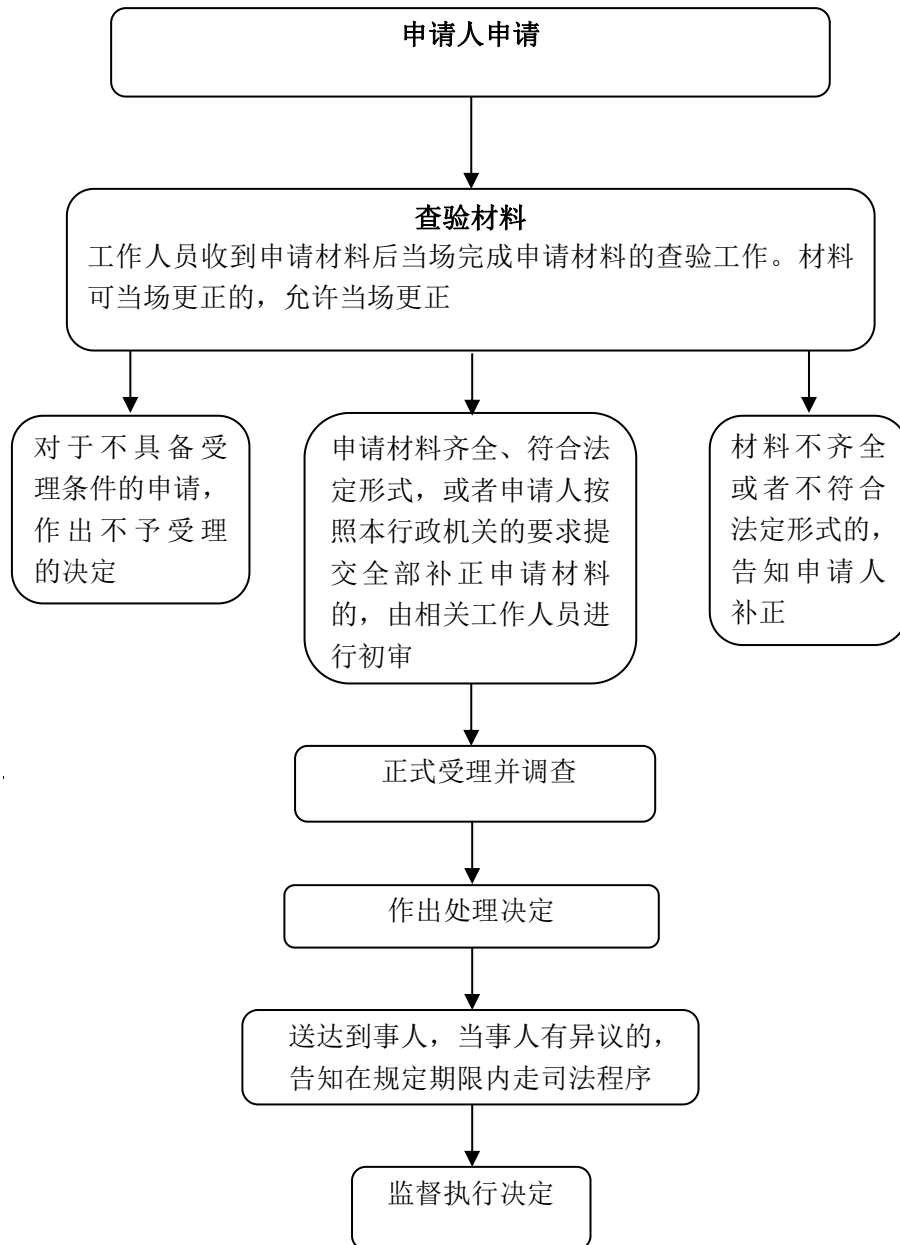 申请人申请
查验材料
工作人员收到申请材料后当场完成申请材料的查验工作。材料
可当场更正的，允许当场更正
对于不具备受
理条件的申请，
作出不予受理
的决定
申请材料齐全、符合法
定形式，或者申请人按
照本行政机关的要求提
交全部补正申请材料
的，由相关工作人员进
行初审
材料不齐全
或者不符合
法定形式的，
告知申请人
补正
正式受理并调查
作出处理决定
送达到事人，当事人有异议的，
告知在规定期限内走司法程序
监督执行决定